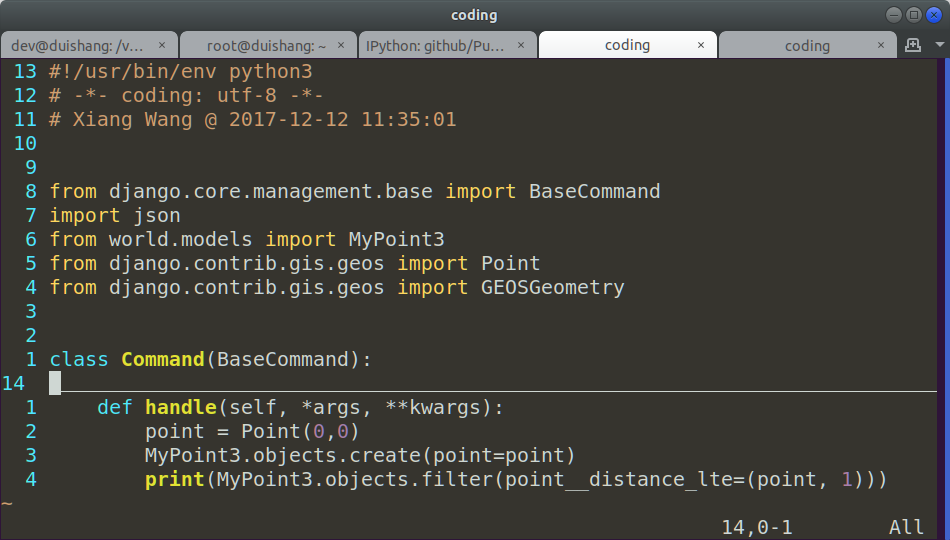 coding
dev@duishang: /v... × root@duishang: ~ × IPython: github/Pu... × coding × coding ×
13 #!/usr/bin/env python3
12 # -*- coding: utf-8 -*-
11 # Xiang Wang @ 2017-12-12 11:35:01
10
9
8 from django.core.management.base import BaseCommand
7 import json
6 from world.models import MyPoint3
5 from django.contrib.gis.geos import Point
4 from django.contrib.gis.geos import GEOSGeometry
3
2
1 class Command(BaseCommand):
14
1     def handle(self, *args, **kwargs):
2         point = Point(0,0)
3         MyPoint3.objects.create(point=point)
4         print(MyPoint3.objects.filter(point__distance_lte=(point, 1)))
~
14,0-1 All